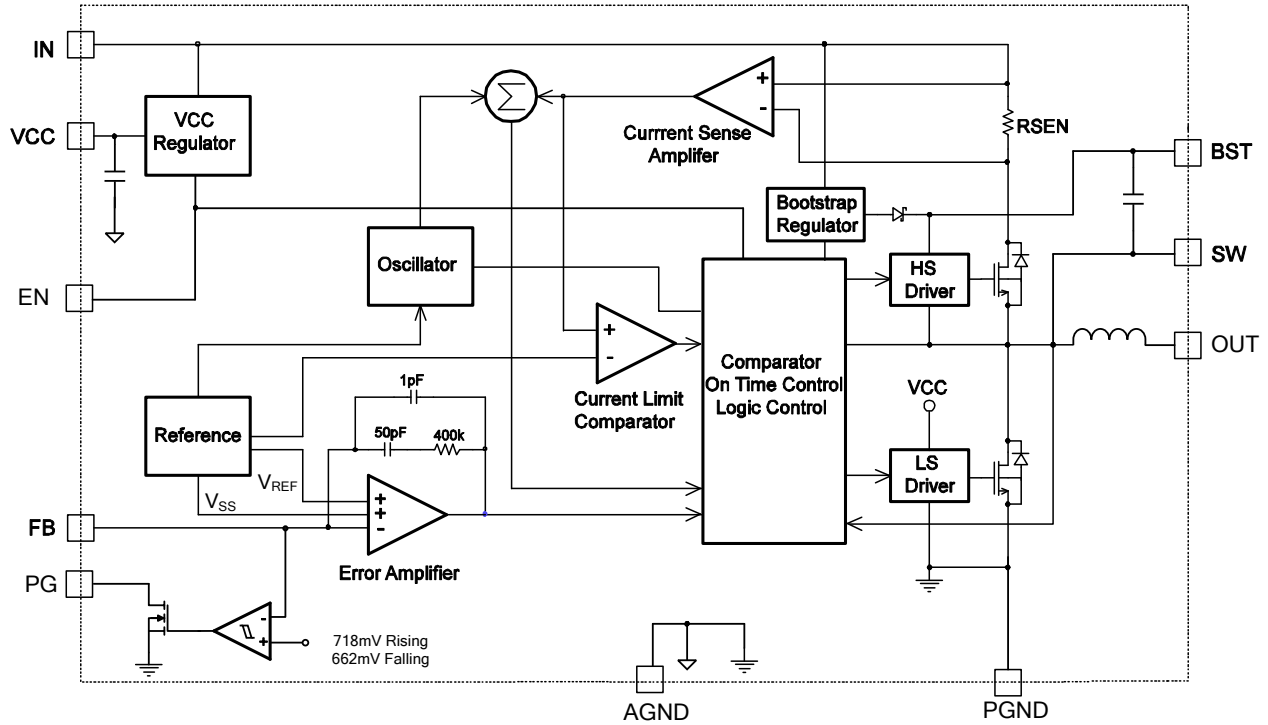 IN
VCC
Regulator
VCC
Σ
+
-
Currrent Sense
Amplifer
RSEN
BST
Bootstrap
Regulator
SW
Oscillator
HS
Driver
EN
+
-
Current Limit
Comparator
Comparator
On Time Control
Logic Control
OUT
VCC
1pF
50pF
400k
Reference
LS
Driver
VREF
VSS
+
+
-
FB
Error Amplifier
PG
-
+
718mV Rising
662mV Falling
AGND
PGND